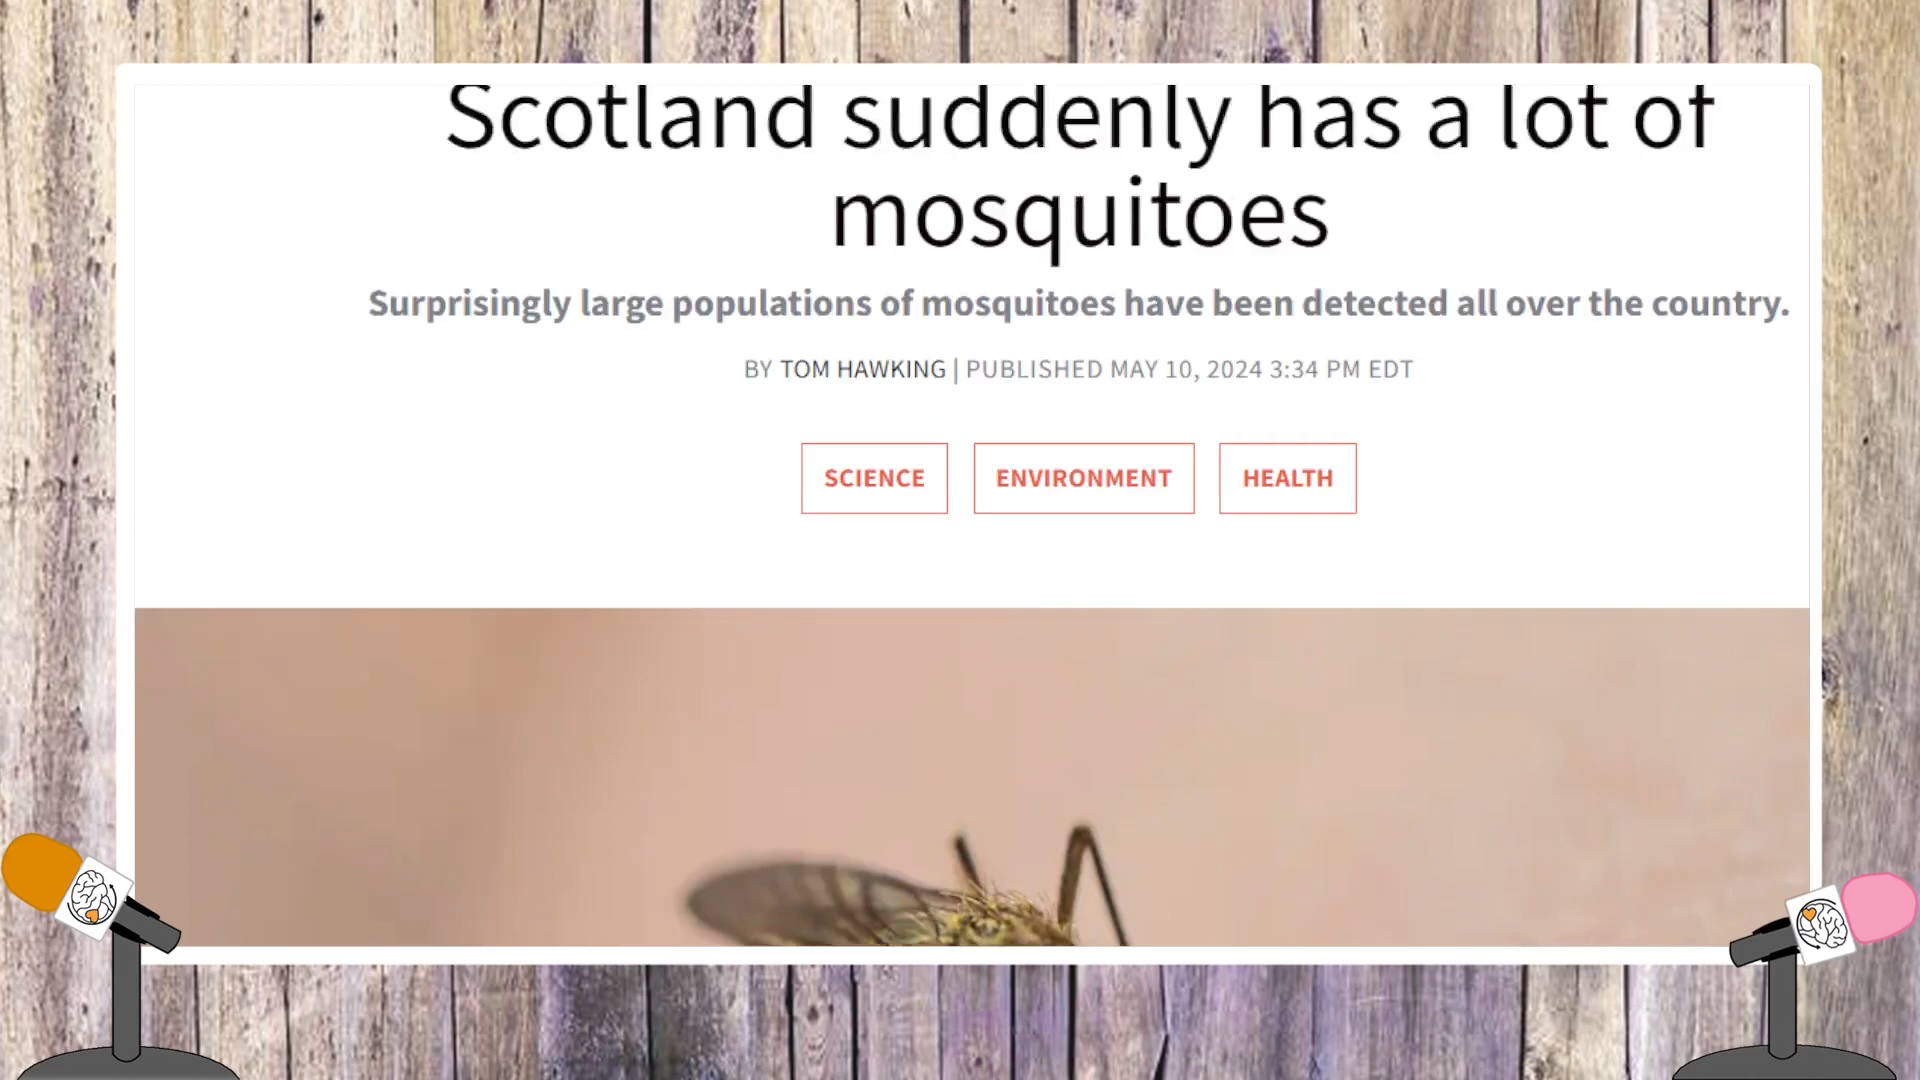 Scotland suddenly has a lot of
mosquitoes
Surprisingly large populations of mosquitoes have been detected all over the country.
BY TOM HAWKING | PUBLISHED MAY 10, 2024 3:34 PM EDT
SCIENCE ENVIRONMENT HEALTH